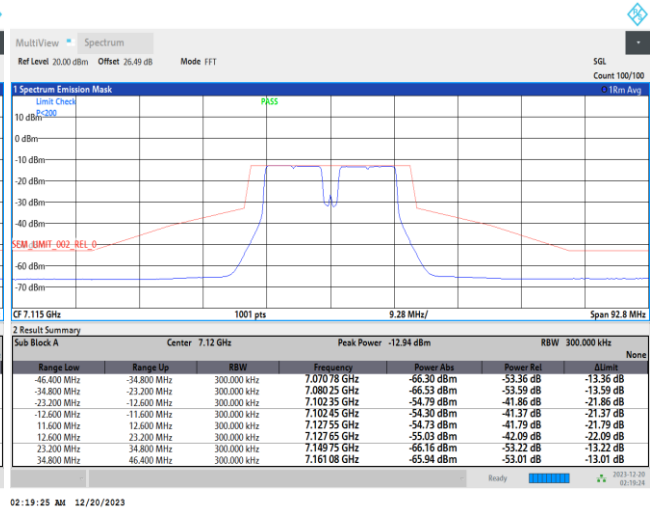 MultiView Spectrum
Ref Level 20.00 dBm Offset 26.49 dB Mode FFT SGL
Count 100/100
1 Spectrum Emission Mask 1Rm Avg
Limit Check PASS
P<200
10 dBm
0 dBm
-10 dBm
-20 dBm
-30 dBm
-40 dBm
SEM_LIMIT_002_REL_0
-60 dBm
-70 dBm
CF 7.115 GHz 1001 pts 9.28 MHz/ Span 92.8 MHz
2 Result Summary
Sub Block A Center 7.12 GHz Peak Power -12.94 dBm RBW 300.000 kHz
None
Range Low Range Up RBW Frequency Power Abs Power Rel ΔLimit
-46.400 MHz -34.800 MHz 300.000 kHz 7.070 78 GHz -66.30 dBm -53.36 dB -13.36 dB
-34.800 MHz -23.200 MHz 300.000 kHz 7.080 25 GHz -66.53 dBm -53.59 dB -13.59 dB
-23.200 MHz -12.600 MHz 300.000 kHz 7.102 35 GHz -54.79 dBm -41.86 dB -21.86 dB
-12.600 MHz -11.600 MHz 300.000 kHz 7.102 45 GHz -54.30 dBm -41.37 dB -21.37 dB
11.600 MHz 12.600 MHz 300.000 kHz 7.127 55 GHz -54.73 dBm -41.79 dB -21.79 dB
12.600 MHz 23.200 MHz 300.000 kHz 7.127 65 GHz -55.03 dBm -42.09 dB -22.09 dB
23.200 MHz 34.800 MHz 300.000 kHz 7.149 75 GHz -66.16 dBm -53.22 dB -13.22 dB
34.800 MHz 46.400 MHz 300.000 kHz 7.161 08 GHz -65.94 dBm -53.01 dB -13.01 dB
Ready 2023-12-20
02:19:24
02:19:25 AM 12/20/2023